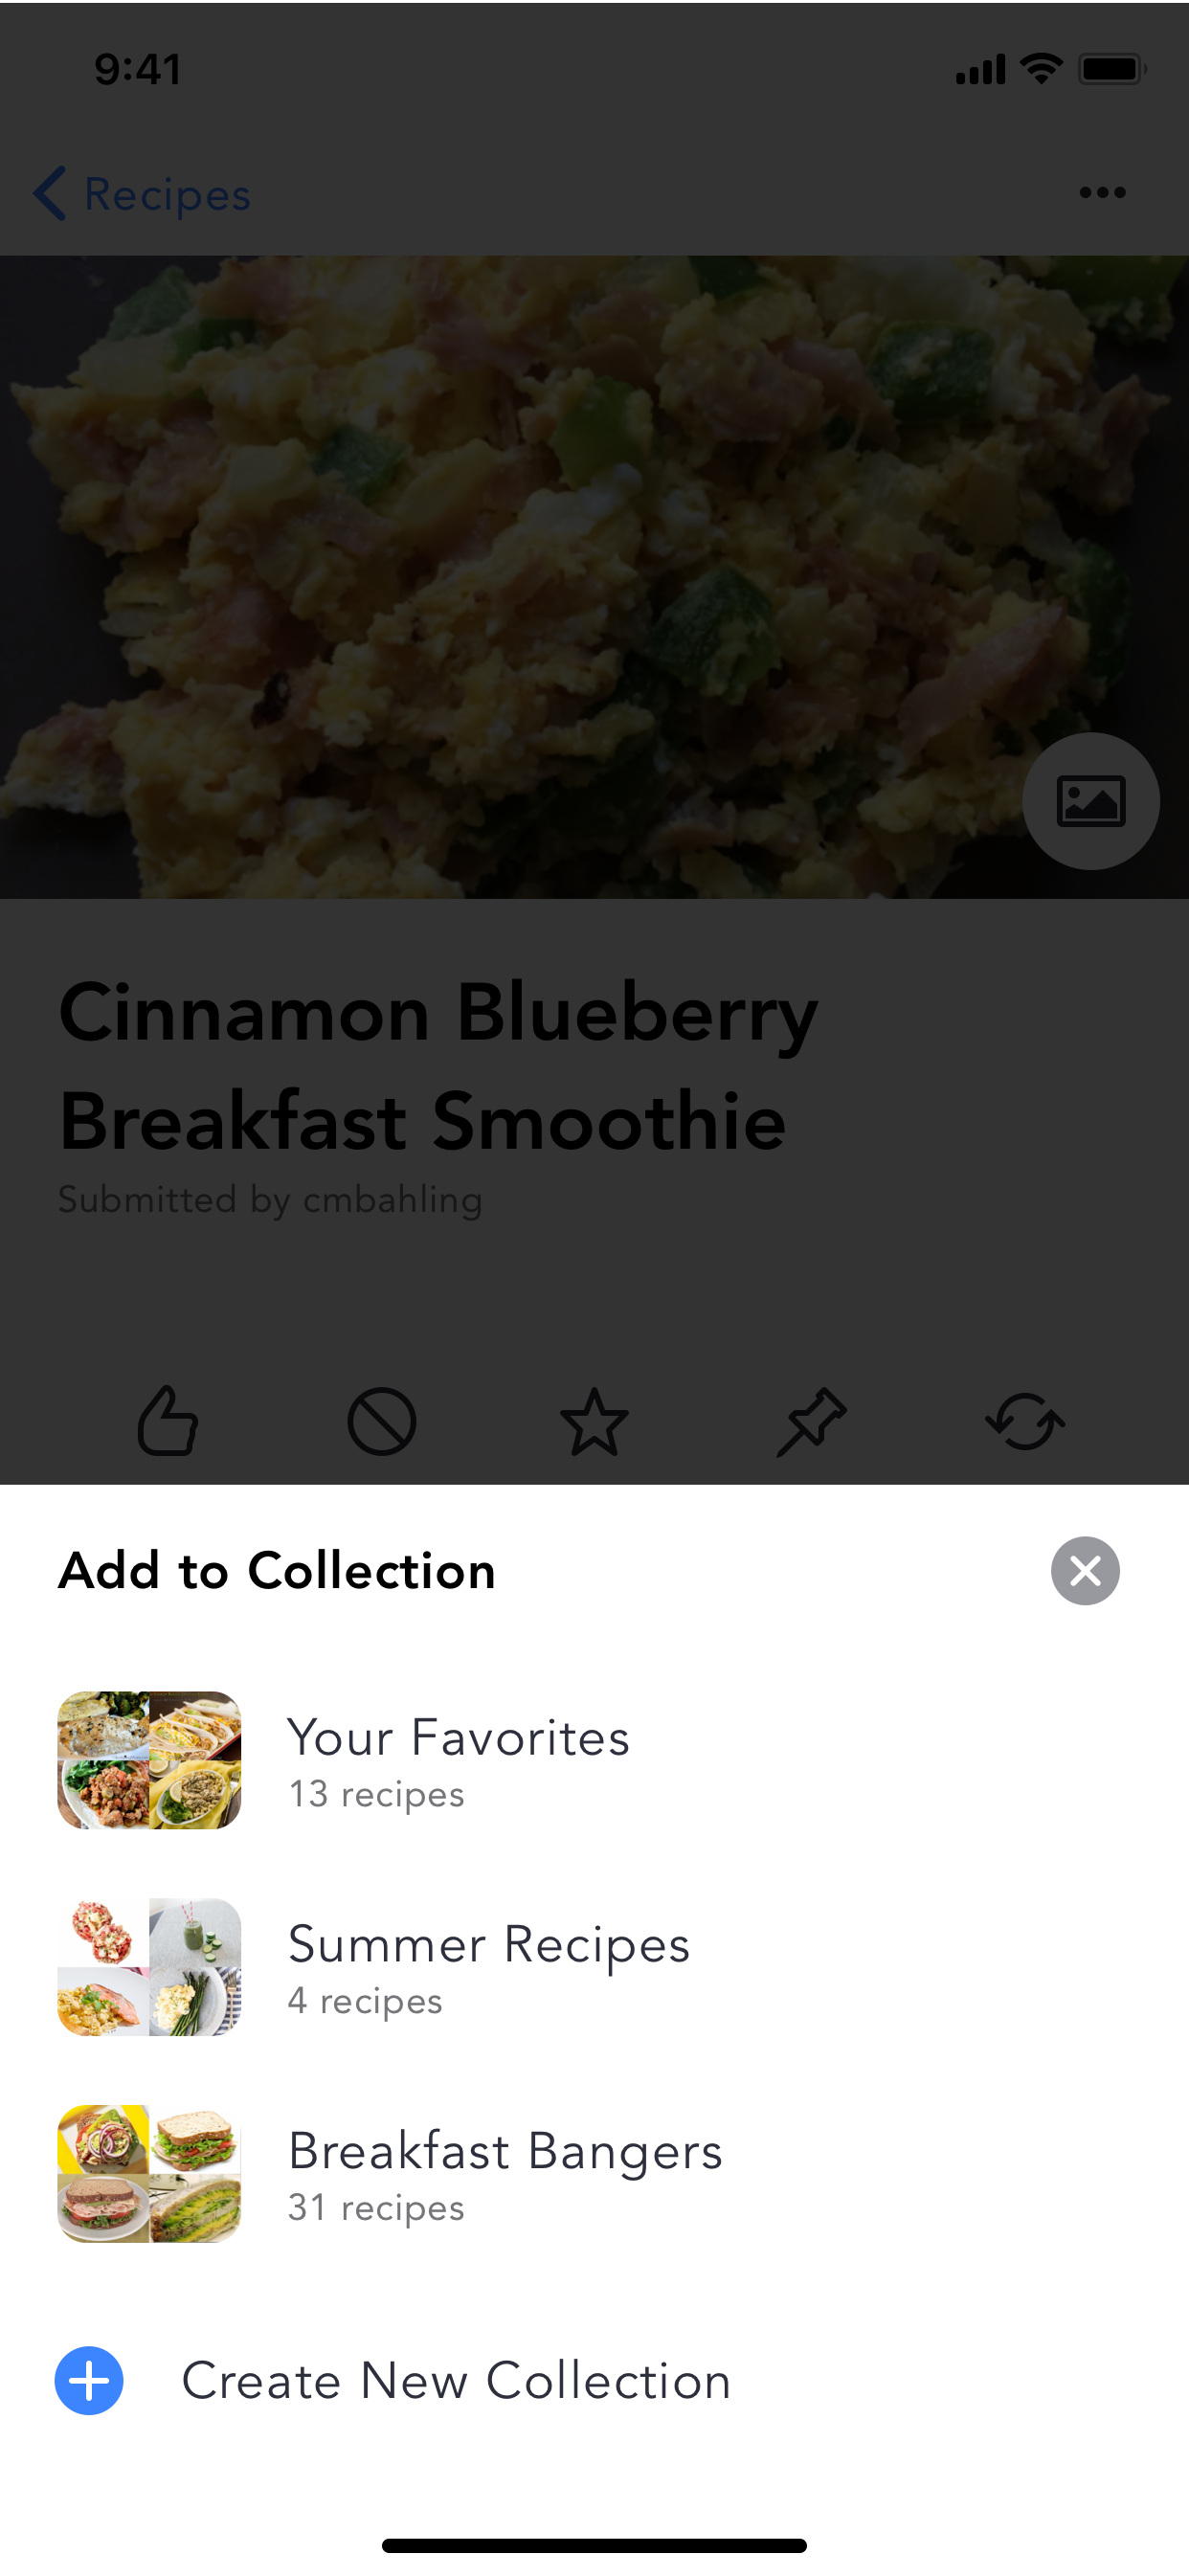 9:41
Recipes
Cinnamon Blueberry
Breakfast Smoothie
Submitted by cmbahling
Add to Collection
Your Favorites
13 recipes
Summer Recipes
4 recipes
Breakfast Bangers
31 recipes
Create New Collection